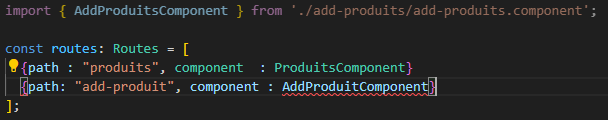 import { AddProduitsComponent } from './add-produits/add-produits.component';
const routes: Routes = [
{path : "produits", component  : ProduitsComponent}
{path: "add-produit", component : AddProduitComponent}
];